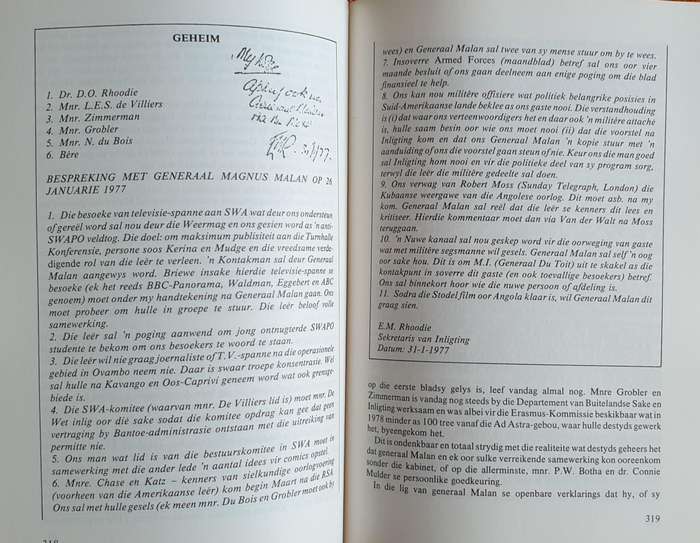 GEHEIM
1. Dr. D.O. Rhoodie
2. Mnr. L.E.S. de Villiers
3. Mnr. Zimmerman
4. Mnr. Grobler
5. Mnr. N. du Bois
6. Bêre
BESPREKING MET GENERAAL MAGNUS MALAN OP 26
JANUARIE 1977
1. Die besoeke van televisie-spanne aan SWA wat deur ons ondersteun
of gereël word sal nou deur die Weermag en ons gesien word as 'n anti-
SWAPO veldtog. Die doel: om maksimum publisiteit aan die Turnhalle
Konferensie, persone soos Kerina en Mudge en die vreedsame verde-
digende rol van die leër te verleen. 'n Kontakman sal deur Generaal
Malan aangewys word. Briewe insake hierdie televisie-spanne se
besoeke (ek het reeds BBC-Panorama, Waldman, Eggebert en ABC
genoem) moet onder my handtekening na Generaal Malan gaan. Ons
moet probeer om hulle in groepe te stuur. Die leër beloof volle
samewerking.
2. Die leër sal 'n poging aanwend om jong ontnugterde SWAPO
studente te bekom om ons besoekers te woord te staan.
3. Die leër wil nie graag joernaliste of T.V.-spanne na die operasionele
gebied in Ovambo neem nie. Daar is swaar troepe konsentrasie. Wel
sal hulle na Kavango en Oos-Caprivi geneem word wat ook grensge-
biede is.
4. Die SWA-komitee (waarvan mnr. De Villiers lid is) moet mnr. De
Wet inlig oor die sake sodat die komitee opdrag kan gee dat geen
vertraging by Bantoe-administrasie ontstaan met die uitreiking van
permitte nie.
5. Ons man wat lid is van die bestuurskomitee in SWA moet in
samewerking met die ander lede 'n aantal idees vir comics opstel.
6. Mnre. Chase en Katz – kenners van sielkundige oorlogvoering
(voorheen van die Amerikaanse leër) kom begin Maart na die RSA
Ons sal met hulle gesels (ek meen mnr. Du Bois en Grobler moet ook by
318
wees) en Generaal Malan sal twee van sy mense stuur om by te wees.
7. Insoverre Armed Forces (maandblad) betref sal ons oor vier
maande besluit of ons gaan deelneem aan enige poging om die blad
finansieel te help.
8. Ons kan nou militêre offisiere wat politiek belangrike posisies in
Suid-Amerikaanse lande beklee as ons gaste nooi. Die verstandhouding
is (i) dat waar ons verteenwoordigers het en daar ook 'n militêre attaché
is, hulle saam besin oor wie ons moet nooi (ii) dat die voorstel na
Inligting kom en dat ons Generaal Malan 'n kopie stuur met 'n
aanduiding of ons die voorstel gaan steun of nie. Keur ons die man goed
sal Inligting hom nooi en vir die politieke deel van sy program sorg,
terwyl die leër die militêre gedeelte sal doen.
9. Ons verwag van Robert Moss (Sunday Telegraph, London) die
Kubaanse weergawe van die Angolese oorlog. Dit moet asb. na my
kom. Generaal Malan sal reël dat die leër se kenners dit lees en
kritiseer. Hierdie kommentaar moet dan via Van der Walt na Moss
teruggaan.
10. 'n Nuwe kanaal sal nou geskep word vir die oorweging van gaste
wat met militêre segsmanne wil gesels. Generaal Malan sal self 'n oog
oor sake hou. Dit is om M.I. (Generaal Du Toit) uit te skakel as die
kontakpunt in soverre dit gaste (en ook toevallige besoekers) betref.
Ons sal binnekort hoor wie die nuwe persoon of afdeling is.
11. Sodra die Stodel film oor Angola klaar is, wil Generaal Malan dit
graag sien.
E.M. Rhoodie
Sekretaris van Inligting
Datum: 31-1-1977
op die eerste bladsy gelys is, leef vandag almal nog. Mnre Grobler en
Zimmerman is vandag nog steeds by die Departement van Buitelandse Sake en
Inligting werksaam en was albei vir die Erasmus-Kommissie beskikbaar wat in
1978 minder as 100 tree vanaf die Ad Astra-gebou, waar hulle destyds gewerk
het, byeengekom het.
Dit is ondenkbaar en totaal strydig met die realiteite wat destyds geheers het
dat generaal Malan en ek oor sulke verreikende samewerking kon ooreenkom
sonder die kabinet, of op die allerminste, mnr. P.W. Botha en dr. Connie
Mulder se persoonlike goedkeuring.
In die lig van generaal Malan se openbare verklarings dat hy, of sy
319